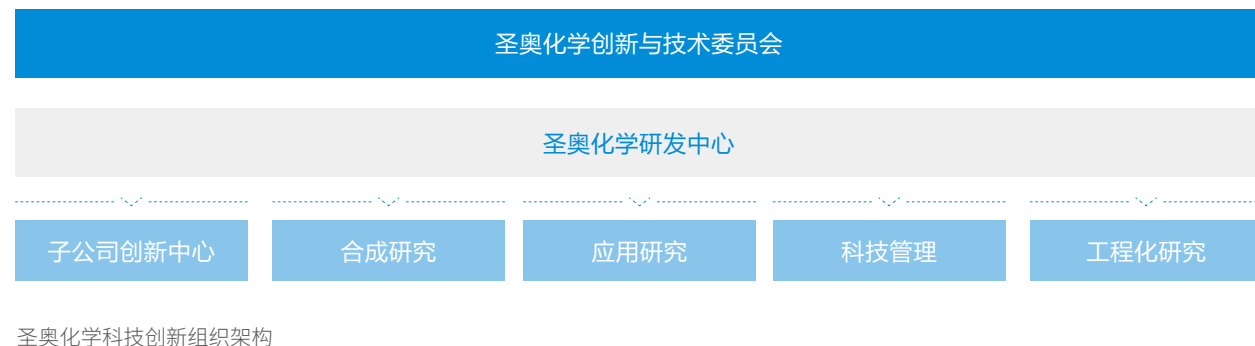 圣奥化学创新与技术委员会
圣奥化学研发中心
子公司创新中心
合成研究
应用研究
科技管理
工程化研究
圣奥化学科技创新组织架构